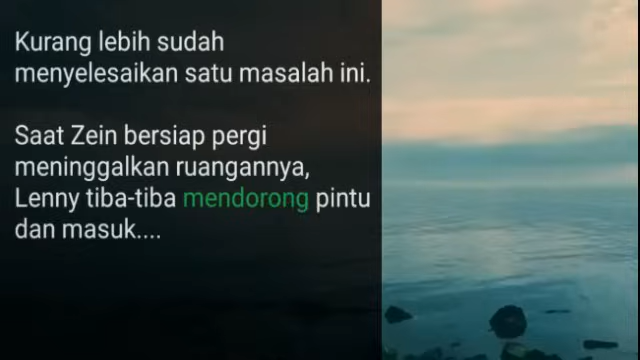 Kurang lebih sudah
menyelesaikan satu masalah ini.
Saat Zein bersiap pergi
meninggalkan ruangannya,
Lenny tiba-tiba mendorong pintu
dan masuk....